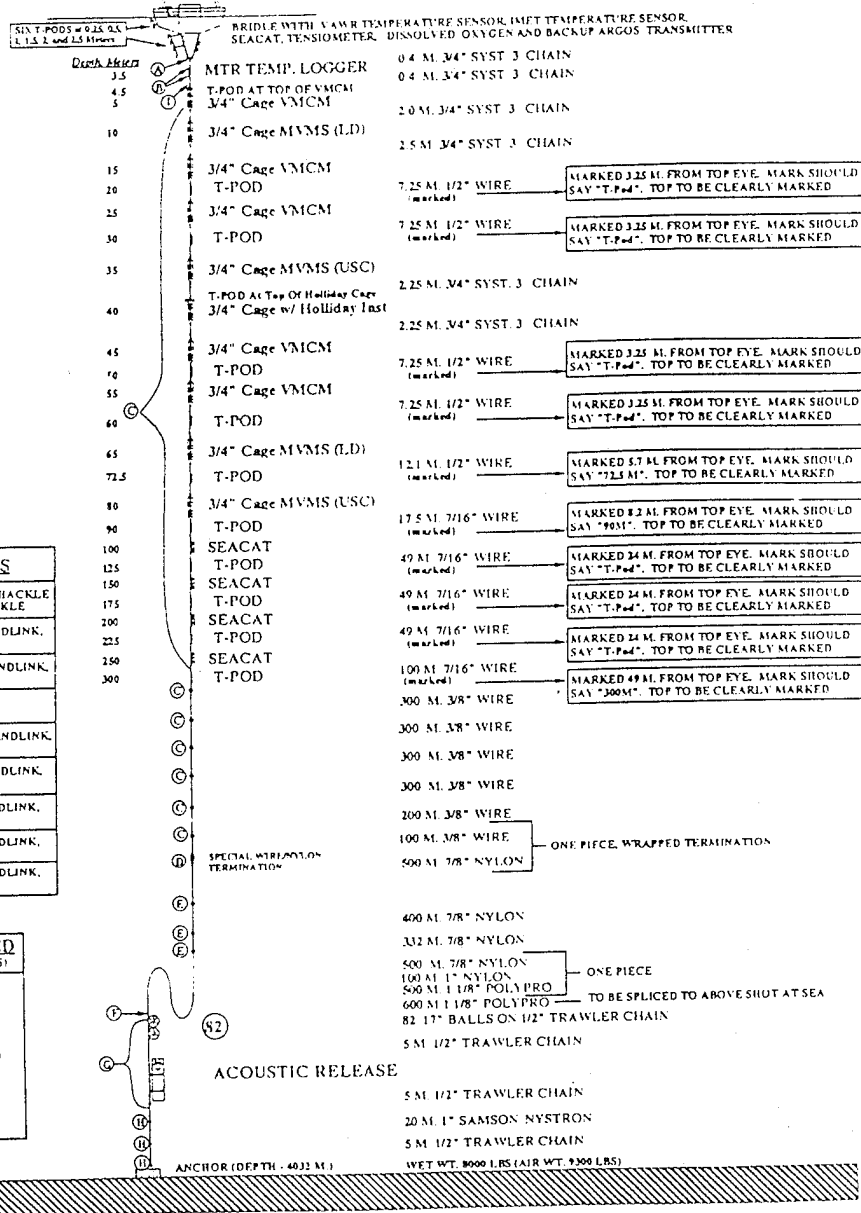 SIX T-PODS @ 0.25, 0.5,
1, 1.5, 2, and 2.5 Meters
BRIDLE WITH VAWR TEMPERATURE SENSOR, IMET TEMPERATURE SENSOR,
SEACAT, TENSIOMETER, DISSOLVED OXYGEN AND BACKUP ARGOS TRANSMITTER
Depth Meters
A
0.4 M. 3/4" SYST 3 CHAIN
3.5 B MTR TEMP. LOGGER
0.4 M. 3/4" SYST 3 CHAIN
4.5 I T-POD AT TOP OF VMCM
5 3/4" Cage VMCM
2.0 M. 3/4" SYST 3 CHAIN
10 3/4" Cage MVMS (LD)
2.5 M. 3/4" SYST 3 CHAIN
15 3/4" Cage VMCM
20 T-POD
7.25 M. 1/2" WIRE
(marked)
MARKED 3.25 M. FROM TOP EYE. MARK SHOULD
SAY "T-Pod". TOP TO BE CLEARLY MARKED
25 3/4" Cage VMCM
30 T-POD
7.25 M. 1/2" WIRE
(marked)
MARKED 3.25 M. FROM TOP EYE. MARK SHOULD
SAY "T-Pod". TOP TO BE CLEARLY MARKED
35 3/4" Cage MVMS (USC)
2.25 M. 3/4" SYST. 3 CHAIN
T-POD At Top Of Holliday Cage
40 3/4" Cage w/ Holliday Inst
2.25 M. 3/4" SYST. 3 CHAIN
45 3/4" Cage VMCM
T-POD
7.25 M. 1/2" WIRE
(marked)
MARKED 3.25 M. FROM TOP EYE. MARK SHOULD
SAY "T-Pod". TOP TO BE CLEARLY MARKED
55 3/4" Cage VMCM
C
60 T-POD
7.25 M. 1/2" WIRE
(marked)
MARKED 3.25 M. FROM TOP EYE. MARK SHOULD
SAY "T-Pod". TOP TO BE CLEARLY MARKED
65 3/4" Cage MVMS (LD)
72.5 T-POD
12.1 M. 1/2" WIRE
(marked)
MARKED 5.7 M. FROM TOP EYE. MARK SHOULD
SAY "72.5 M". TOP TO BE CLEARLY MARKED
80 3/4" Cage MVMS (USC)
90 T-POD
17.5 M. 7/16" WIRE
(marked)
MARKED 8.2 M. FROM TOP EYE. MARK SHOULD
SAY "90M". TOP TO BE CLEARLY MARKED
100 SEACAT
125 T-POD
49 M. 7/16" WIRE
(marked)
MARKED 24 M. FROM TOP EYE. MARK SHOULD
SAY "T-Pod". TOP TO BE CLEARLY MARKED
150 SEACAT
175 T-POD
49 M. 7/16" WIRE
(marked)
MARKED 24 M. FROM TOP EYE. MARK SHOULD
SAY "T-Pod". TOP TO BE CLEARLY MARKED
200 SEACAT
225 T-POD
49 M. 7/16" WIRE
(marked)
MARKED 24 M. FROM TOP EYE. MARK SHOULD
SAY "T-Pod". TOP TO BE CLEARLY MARKED
250 SEACAT
300 T-POD
100 M. 7/16" WIRE
(marked)
MARKED 49 M. FROM TOP EYE. MARK SHOULD
SAY "300M". TOP TO BE CLEARLY MARKED
S
HACKLE
KLE
DLINK,
NDLINK,
NDLINK,
DLINK,
DLINK,
DLINK,
DLINK,
C
300 M. 3/8" WIRE
C
300 M. 3/8" WIRE
C
300 M. 3/8" WIRE
C
300 M. 3/8" WIRE
C
200 M. 3/8" WIRE
C
100 M. 3/8" WIRE
ONE PIECE, WRAPPED TERMINATION
D
SPECIAL WIRE/NYLON
TERMINATION
500 M. 7/8" NYLON
E
400 M. 7/8" NYLON
E
332 M. 7/8" NYLON
E
500 M. 7/8" NYLON
100 M. 1" NYLON
ONE PIECE
500 M. 1 1/8" POLYPRO
600 M 1 1/8" POLYPRO
TO BE SPLICED TO ABOVE SHOT AT SEA
F
82
82 17" BALLS ON 1/2" TRAWLER CHAIN
5 M. 1/2" TRAWLER CHAIN
G
ACOUSTIC RELEASE
5 M. 1/2" TRAWLER CHAIN
H
20 M. 1" SAMSON NYSTRON
H
5 M. 1/2" TRAWLER CHAIN
H
ANCHOR (DEPTH - 4032 M.)
WET WT. 8000 LBS (AIR WT. 9300 LBS)